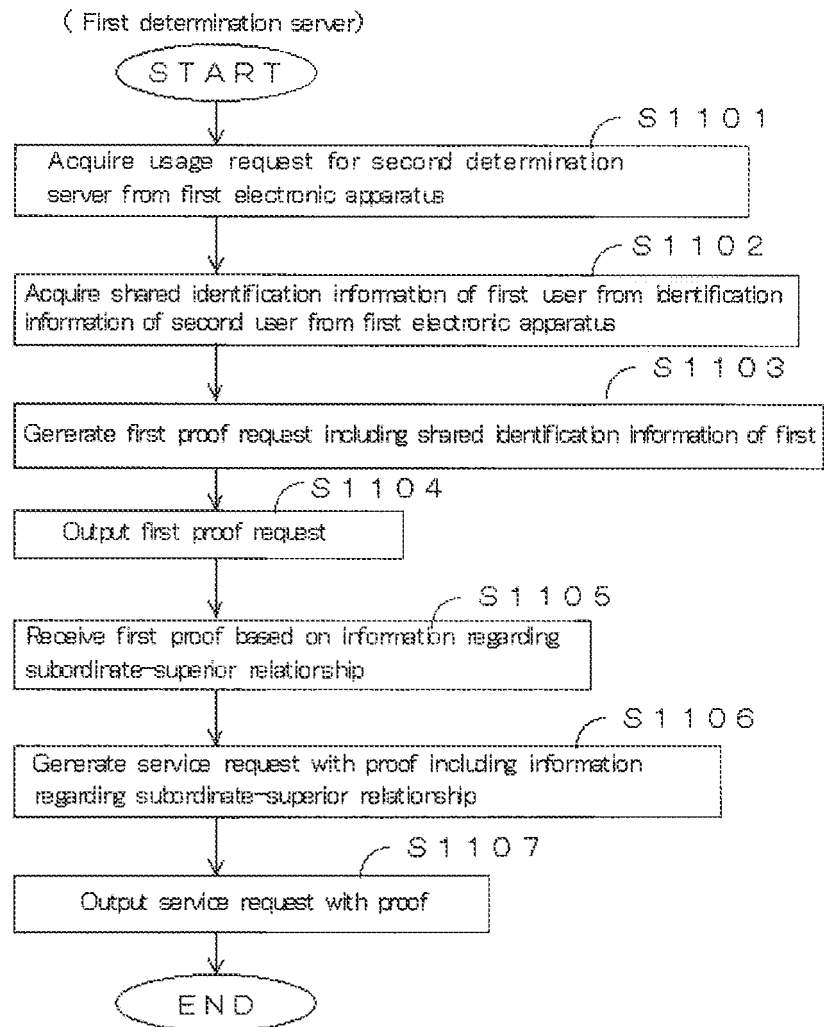 ( First determination server)
START
S1101
Acquire usage request for second determination
server from first electronic apparatus
S1102
Acquire shared identification information of first user from identification
information of second user from first electronic apparatus
S1103
Generate first proof request including shared identification information of first
S1104
Output first proof request
S1105
Receive first proof based on information regarding
subordinate-superior relationship
S1106
Generate service request with proof including information
regarding subordinate-superior relationship
S1107
Output service request with proof
END